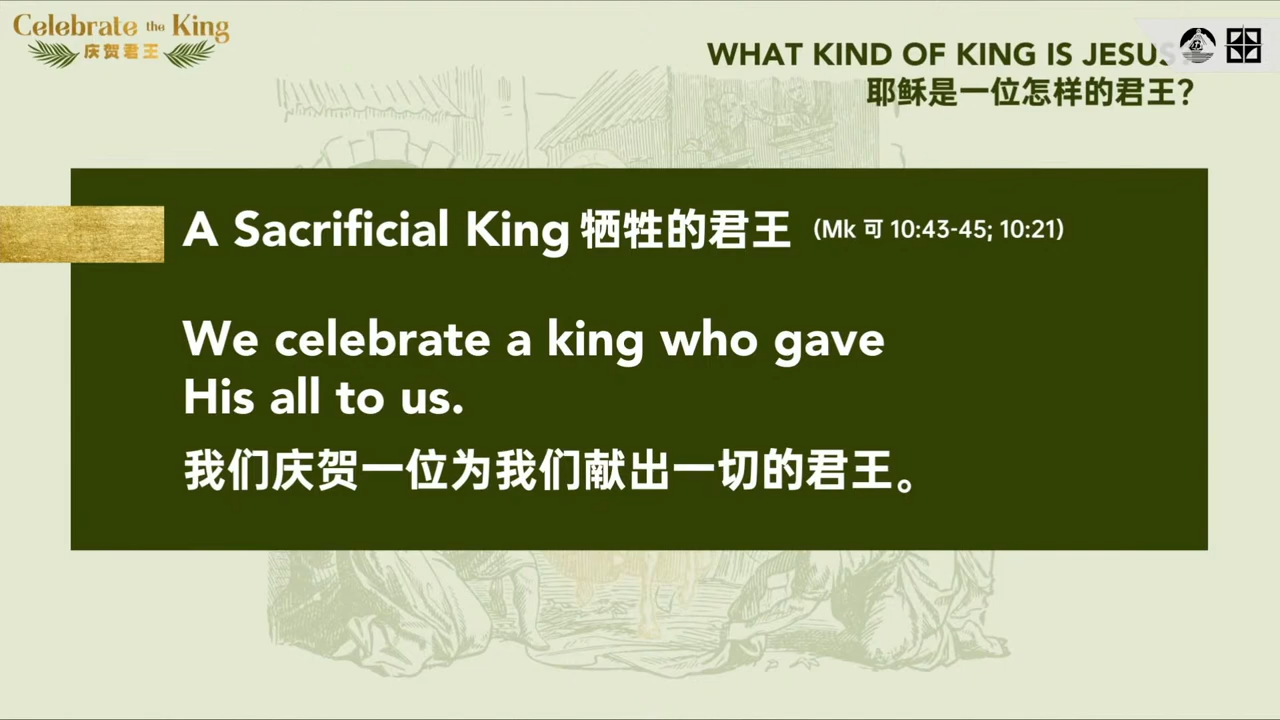 Celebrate the King
庆贺君王
WHAT KIND OF KING IS JESUS?
耶稣是一位怎样的君王？
A Sacrificial King 牺牲的君王 (Mk 可 10:43-45; 10:21)
We celebrate a king who gave
His all to us.
我们庆贺一位为我们献出一切的君王。